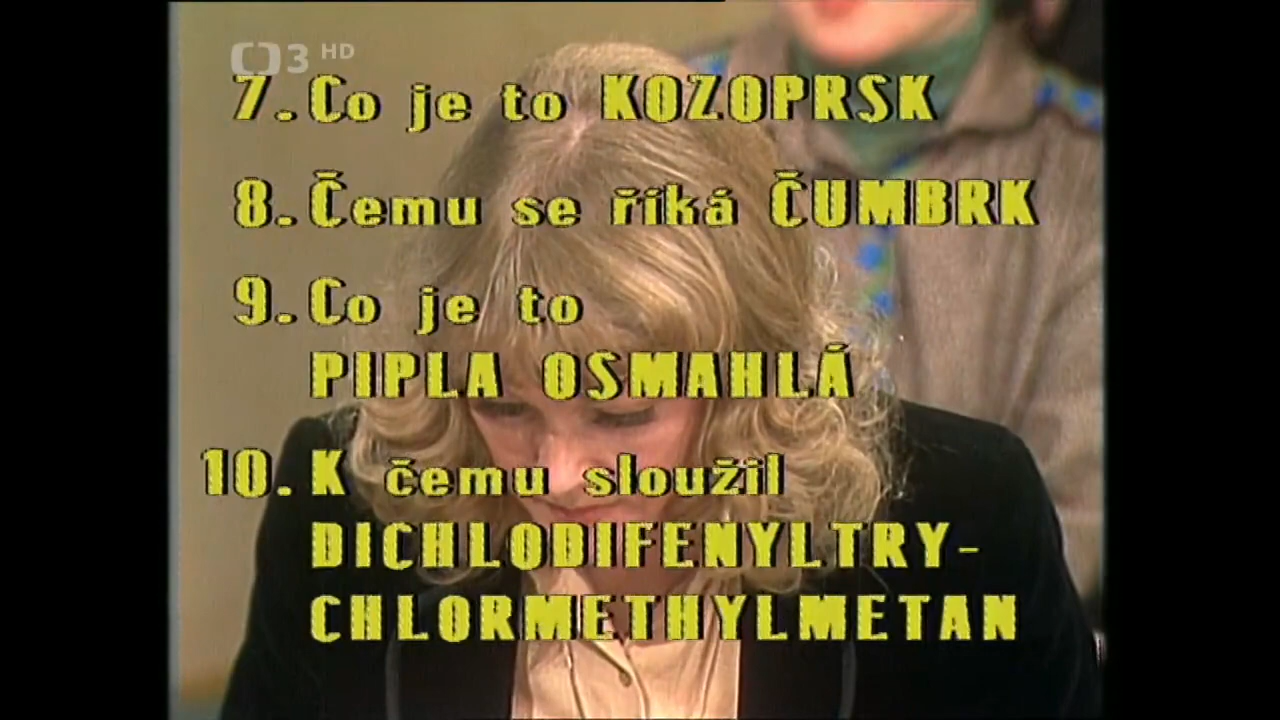 3 HD
7. Co je to KOZOPRSK
8. Čemu se říká ČUMBRK
9. Co je to
PIPLA OSMAHLÁ
10. K čemu sloužil
DICHLODIFENYLTRY-
CHLORMETHYLMETAN